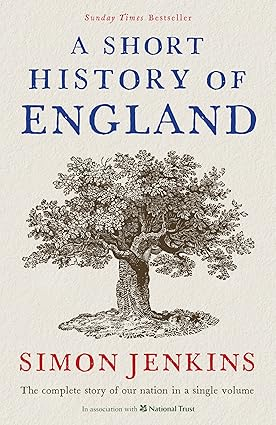 Sunday Times Bestseller
A SHORT
HISTORY OF
ENGLAND
SIMON JENKINS
The complete story of our nation in a single volume
In association with National Trust